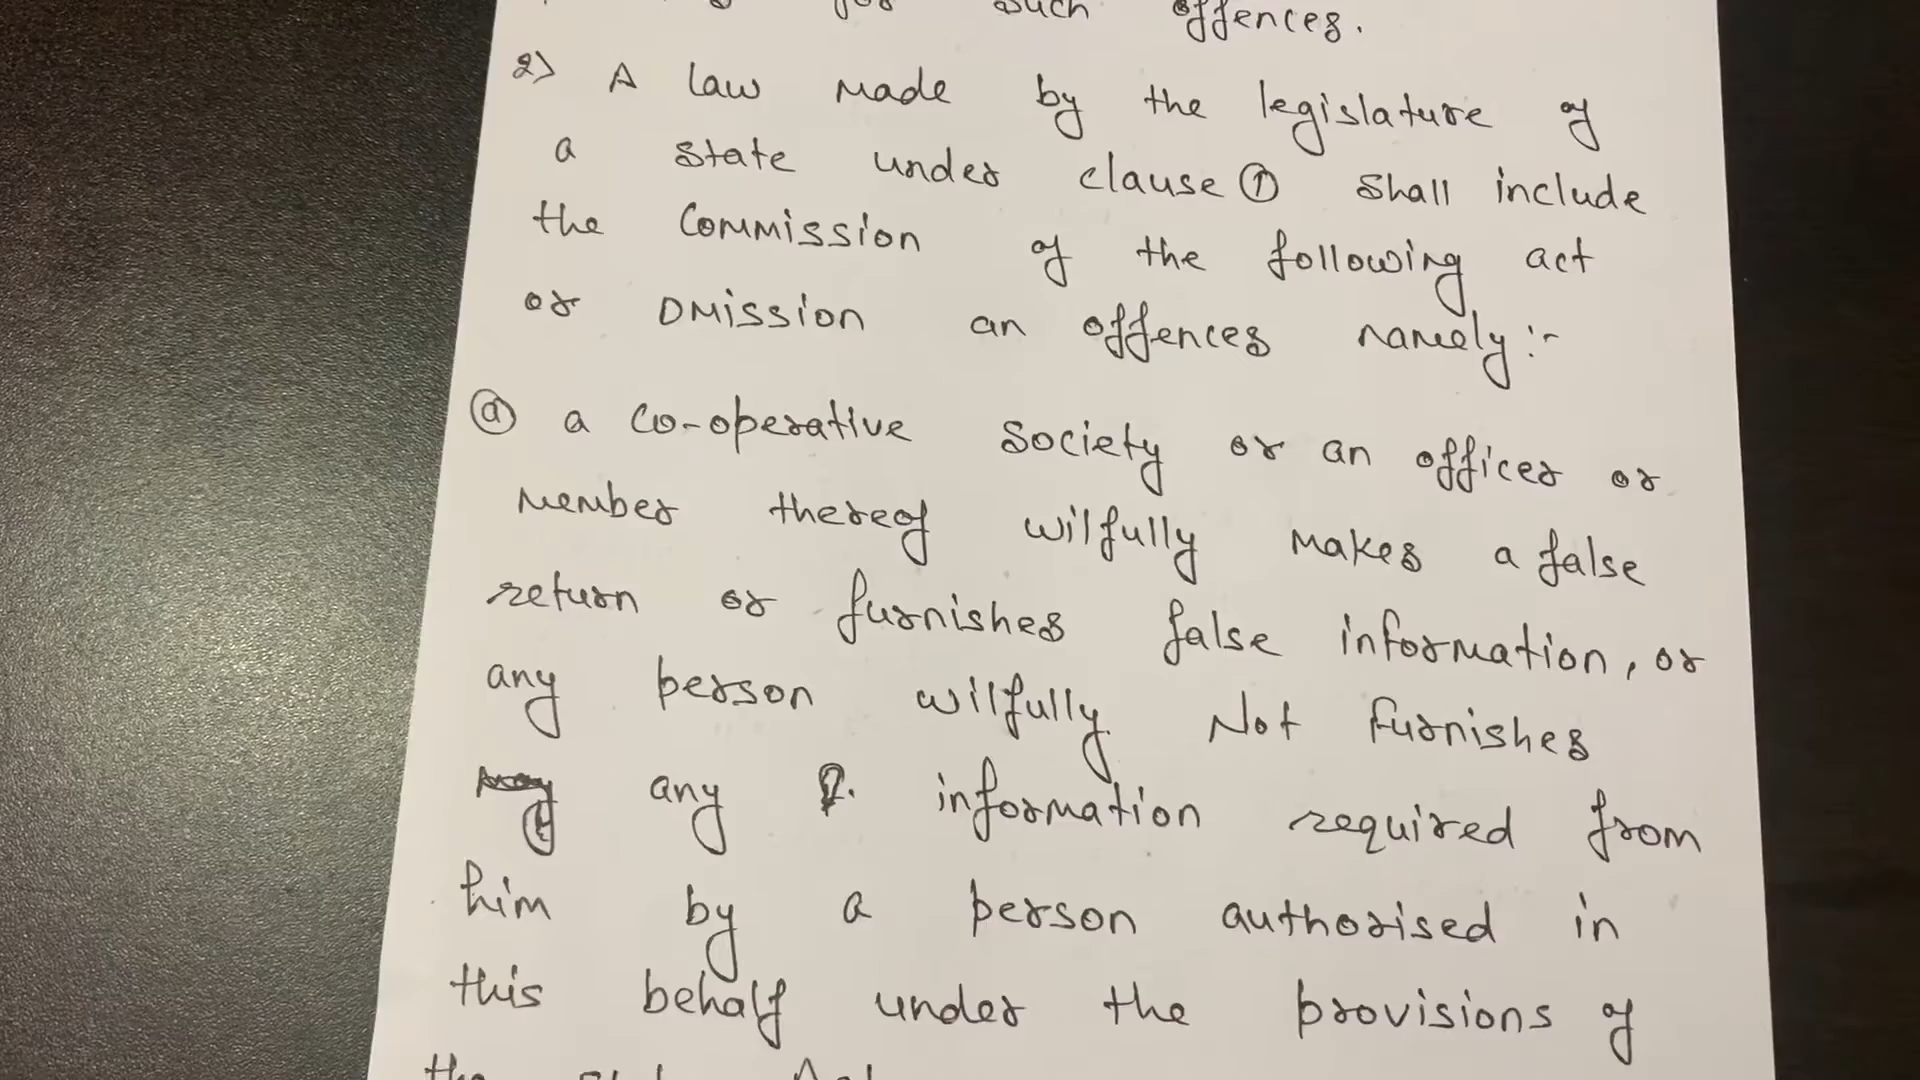 such offences.
2) A law made by the legislature of
a state under clause ① shall include
the commission of the following act
or omission an offences namely :-
ⓐ a co-operative society or an officer or
member thereof wilfully makes a false
return or furnishes false information, or
any person wilfully Not furnishes
any information required from
him by a person authorised in
this behalf under the provisions of
the